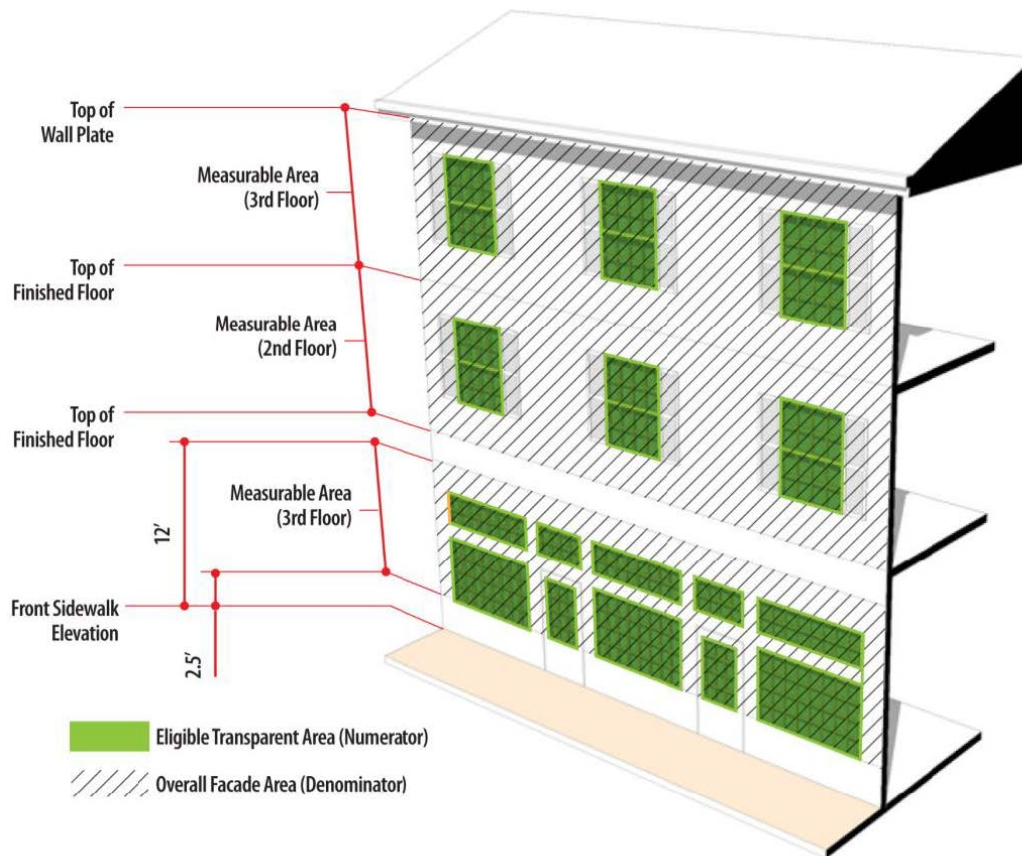 Top of
Wall Plate
Measurable Area
(3rd Floor)
Top of
Finished Floor
Measurable Area
(2nd Floor)
Top of
Finished Floor
Measurable Area
(3rd Floor)
12′
Front Sidewalk
Elevation
2.5′
Eligible Transparent Area (Numerator)
Overall Facade Area (Denominator)